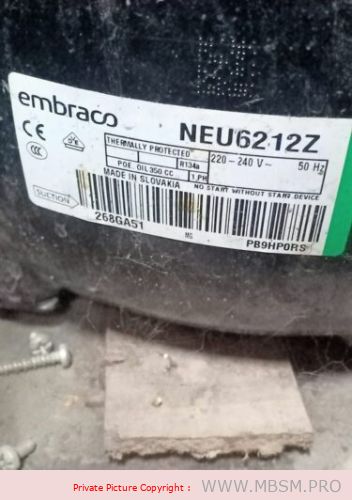 embraco
NEU6212Z
THERMALLY PROTECTED
R134a
220-240 V~ 50 Hz
POE OIL 350 CC 1 PH
MADE IN SLOVAKIA NO START WITHOUT START DEVICE
SUCTION
268GA51 MG PB9HP0RS
Private Picture Copyright : WWW.MBSM.PRO